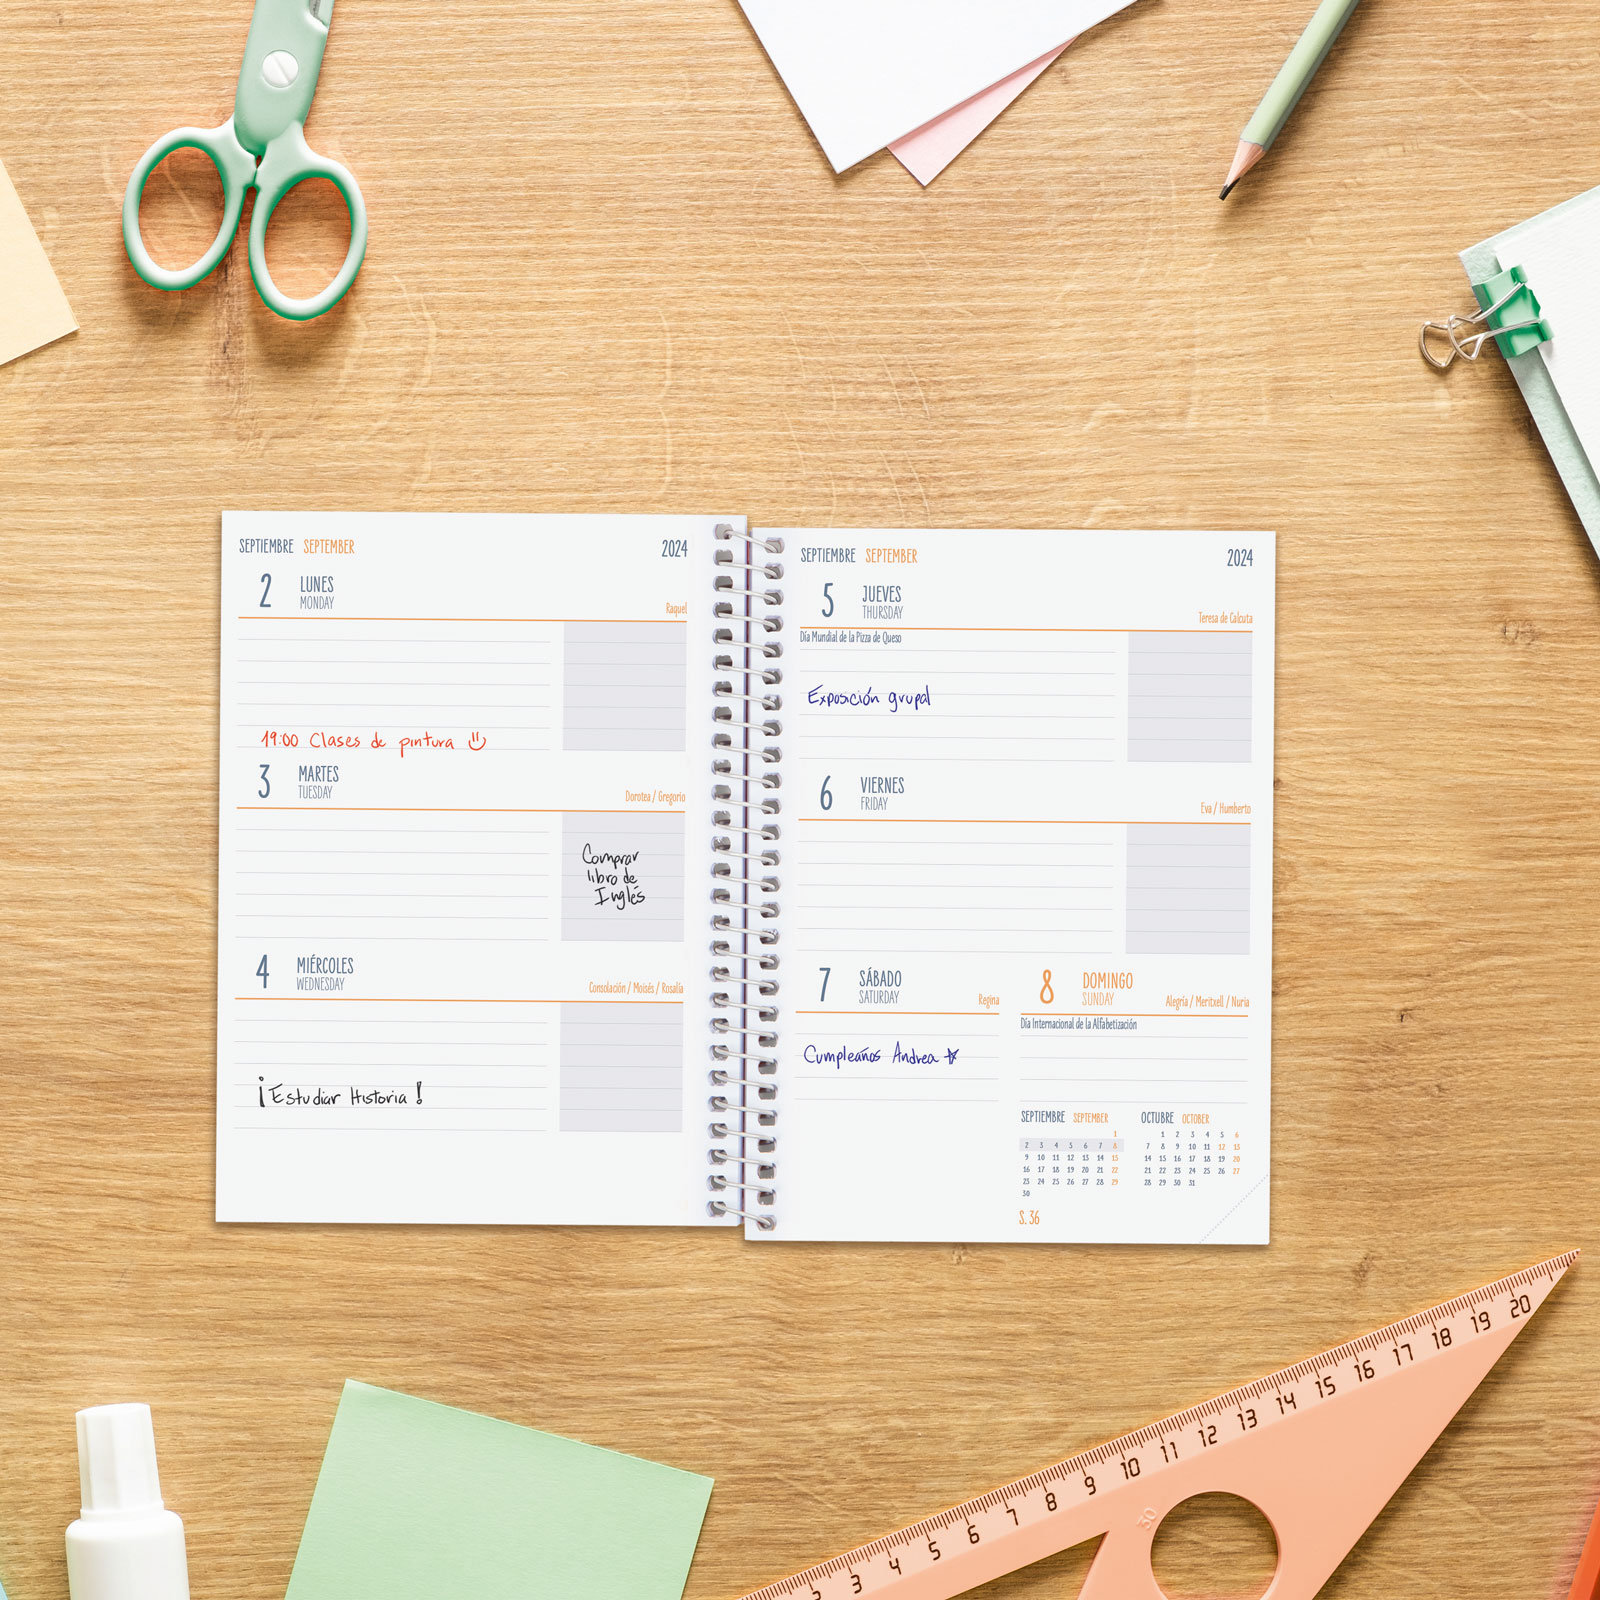 SEPTIEMBRE SEPTEMBER 2024
2 LUNES
MONDAY
Raquel
19:00 Clases de pintura
3 MARTES
TUESDAY
Dorotea / Gregorio
Comprar
libro de
Inglés
4 MIÉRCOLES
WEDNESDAY
Consolación / Moisés / Rosalía
¡Estudiar Historia!
SEPTIEMBRE SEPTEMBER 2024
5 JUEVES
THURSDAY
Teresa de Calcuta
Día Mundial de la Pizza de Queso
Exposición grupal
6 VIERNES
FRIDAY
Eva / Humberto
7 SÁBADO
SATURDAY
Regina
Cumpleaños Andrea
8 DOMINGO
SUNDAY
Alegría / Meritxell / Nuria
Día Internacional de la Alfabetización
SEPTIEMBRE SEPTEMBER
1
2 3 4 5 6 7 8
9 10 11 12 13 14 15
16 17 18 19 20 21 22
23 24 25 26 27 28 29
30
OCTUBRE OCTOBER
1 2 3 4 5 6
7 8 9 10 11 12 13
14 15 16 17 18 19 20
21 22 23 24 25 26 27
28 29 30 31
S. 36
2 3 4 5 6 7 8 9 10 11 12 13 14 15 16 17 18 19 20
30